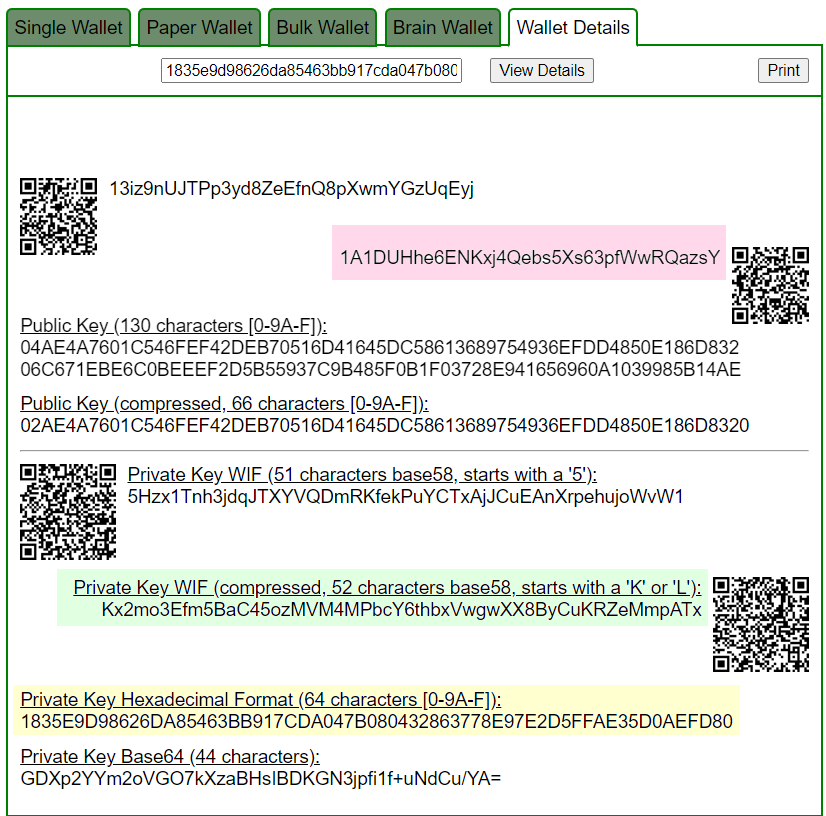 Single Wallet
Paper Wallet
Bulk Wallet
Brain Wallet
Wallet Details
1835e9d98626da85463bb917cda047b080
View Details
Print
13iz9nUJTPp3yd8ZeEfnQ8pXwmYGzUqEyj
1A1DUHhe6ENKxj4Qebs5Xs63pfWwRQazsY
Public Key (130 characters [0-9A-F]):
04AE4A7601C546FEF42DEB70516D41645DC58613689754936EFDD4850E186D832
06C671EBE6C0BEEEF2D5B55937C9B485F0B1F03728E941656960A1039985B14AE
Public Key (compressed, 66 characters [0-9A-F]):
02AE4A7601C546FEF42DEB70516D41645DC58613689754936EFDD4850E186D8320
Private Key WIF (51 characters base58, starts with a '5'):
5Hzx1Tnh3jdqJTXYVQDmRKfekPuYCTxAjJCuEAnXrpehujoWvW1
Private Key WIF (compressed, 52 characters base58, starts with a 'K' or 'L'):
Kx2mo3Efm5BaC45ozMVM4MPbcY6thbxVwgwXX8ByCuKRZeMmpATx
Private Key Hexadecimal Format (64 characters [0-9A-F]):
1835E9D98626DA85463BB917CDA047B080432863778E97E2D5FFAE35D0AEFD80
Private Key Base64 (44 characters):
GDXp2YYm2oVGO7kXzaBHsIBDKGN3jpfi1f+uNdCu/YA=